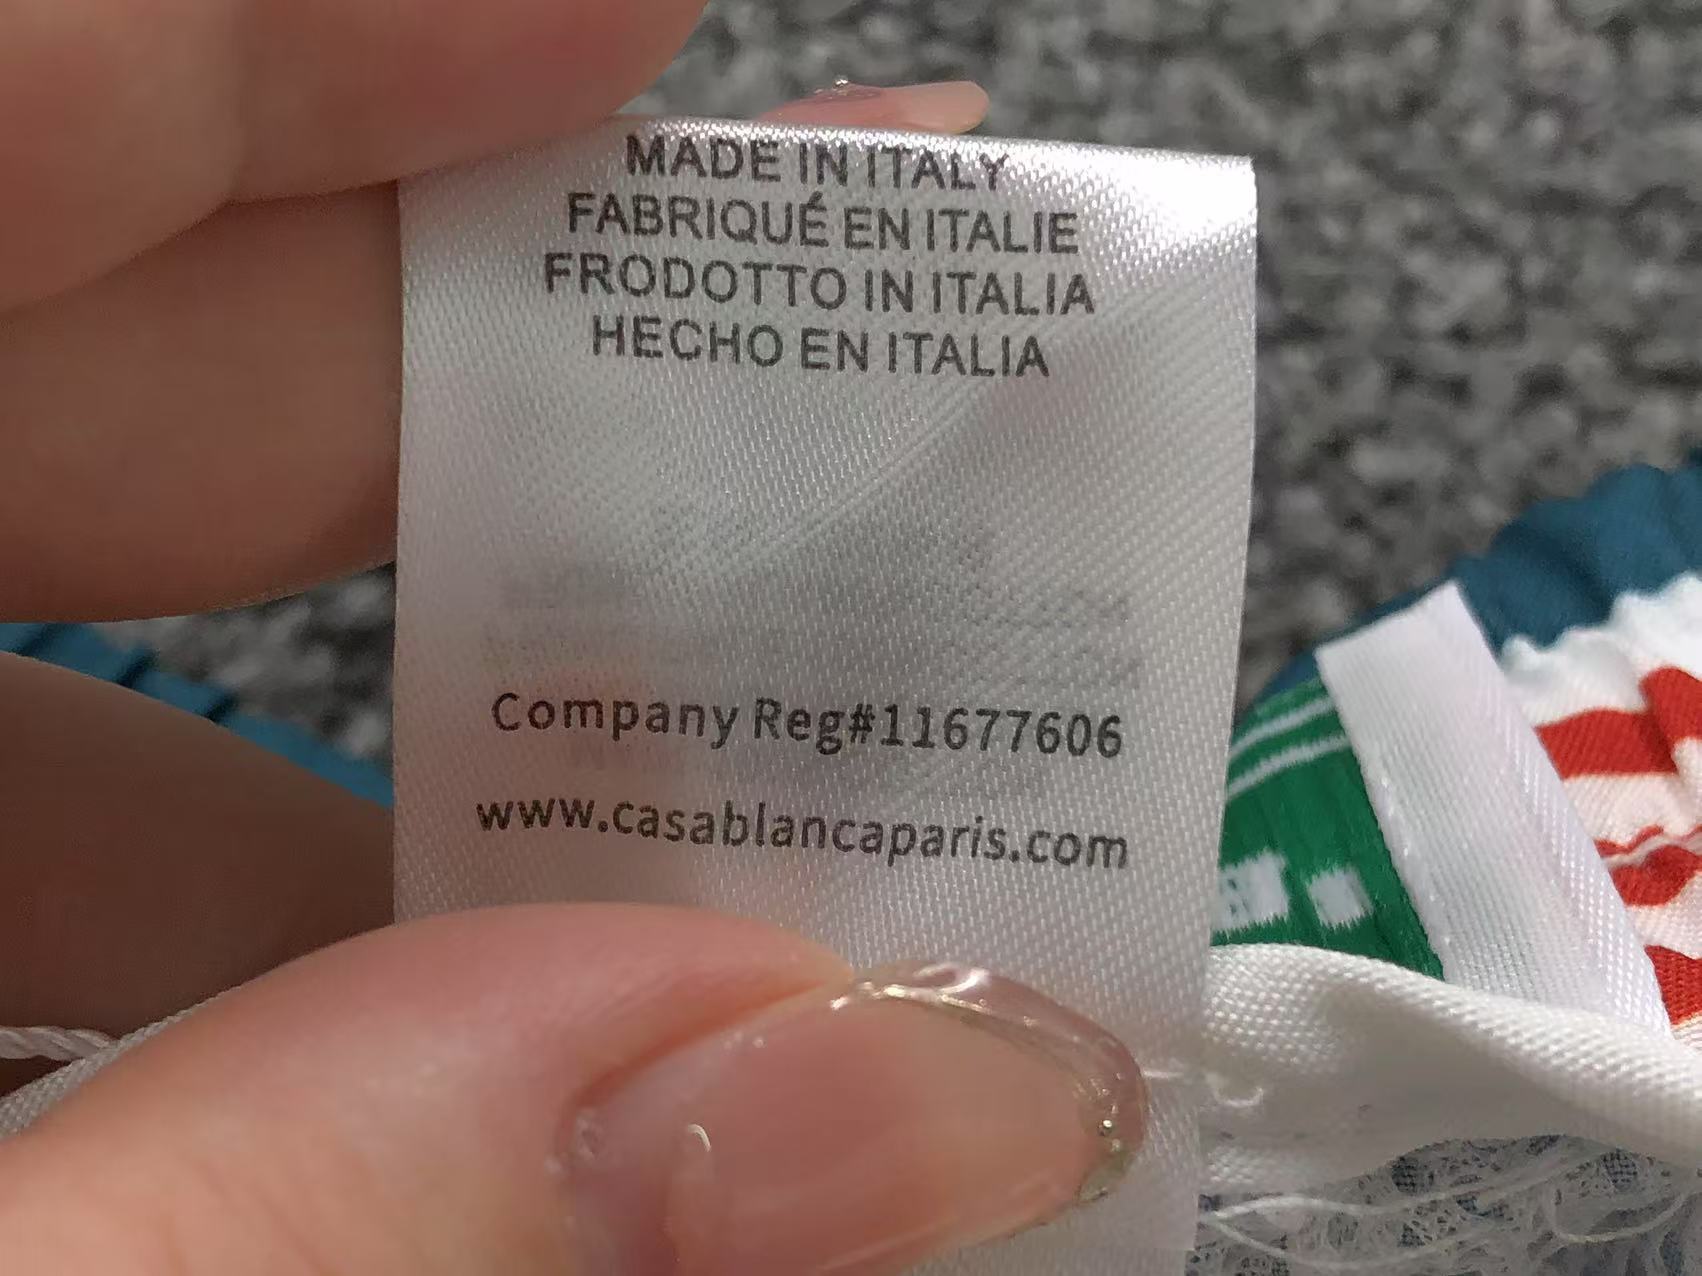 MADE IN ITALY
FABRIQUÉ EN ITALIE
FRODOTTO IN ITALIA
HECHO EN ITALIA
Company Reg#11677606
www.casablancaparis.com